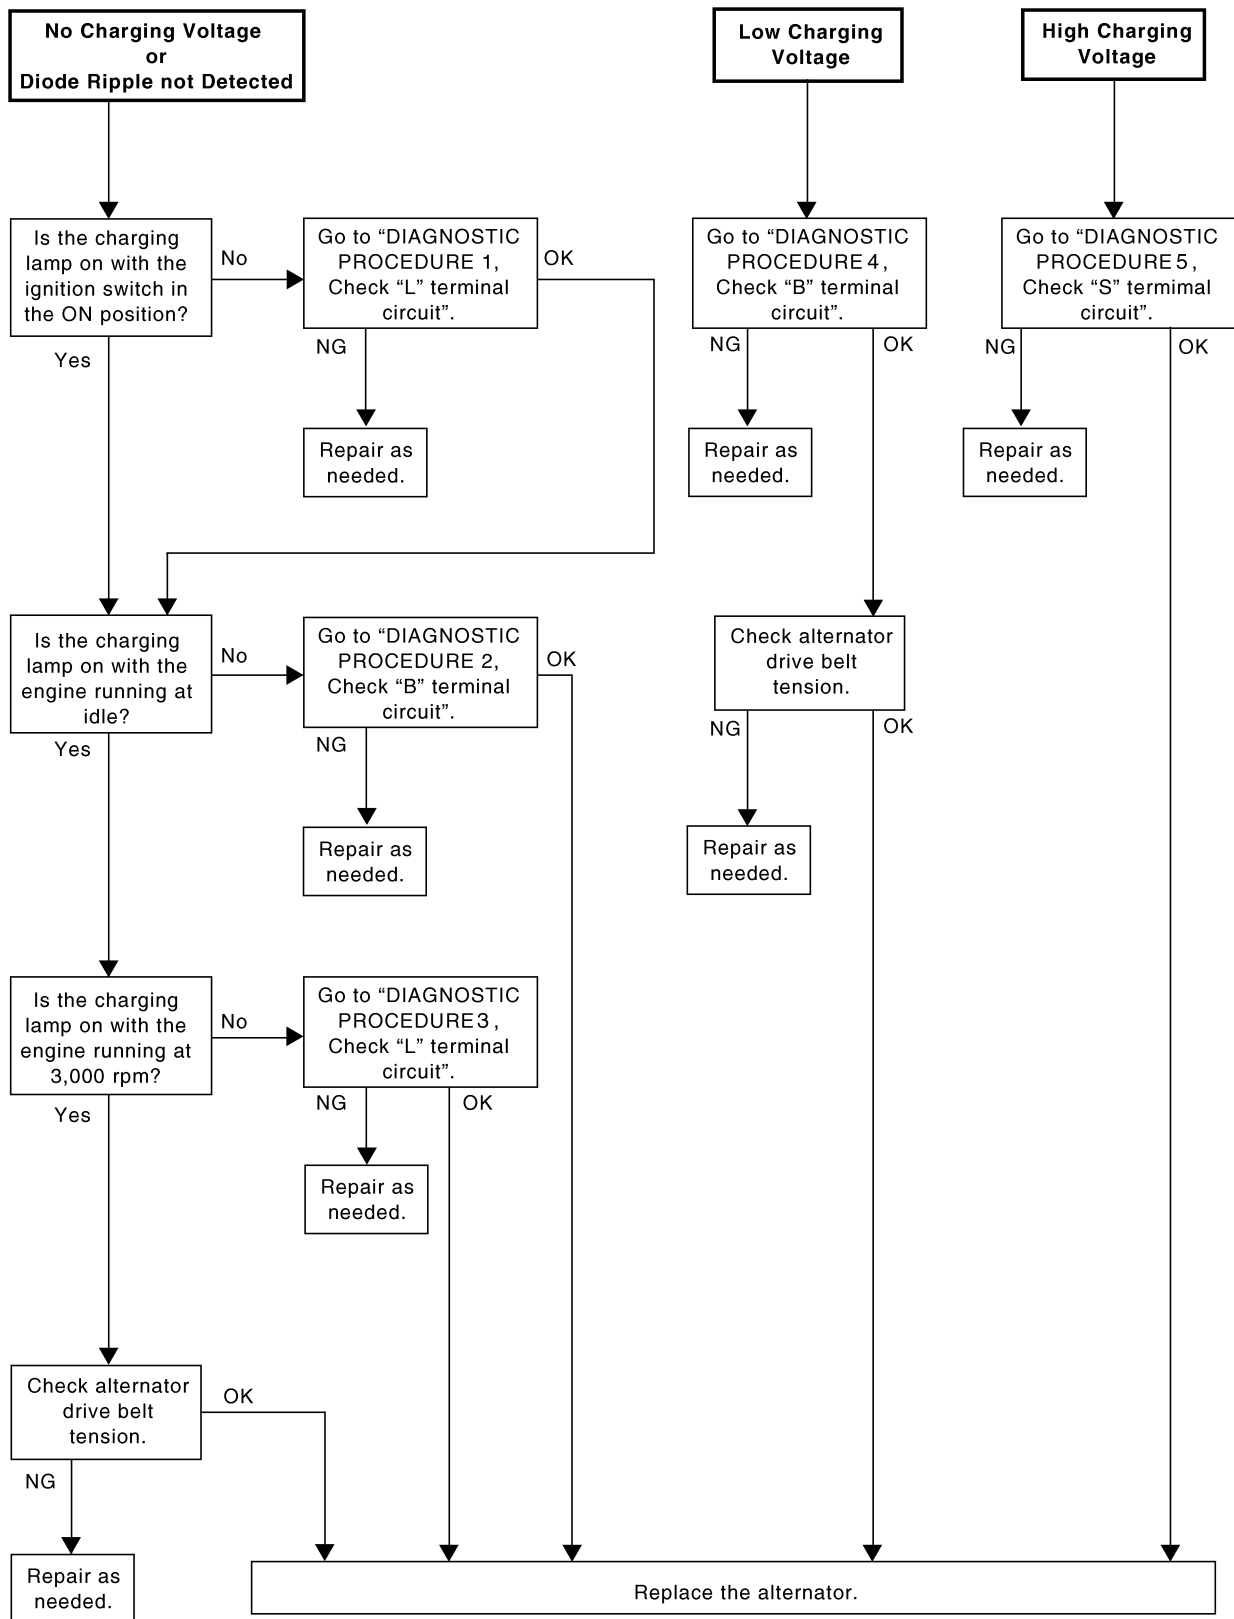 No Charging Voltage
or
Diode Ripple not Detected
Low Charging
Voltage
High Charging
Voltage
Is the charging
lamp on with the
ignition switch in
the ON position?
No
Go to “DIAGNOSTIC
PROCEDURE 1,
Check “L” terminal
circuit”.
OK
Go to “DIAGNOSTIC
PROCEDURE 4,
Check “B” terminal
circuit”.
Go to “DIAGNOSTIC
PROCEDURE 5,
Check “S” termimal
circuit”.
Yes
NG
NG
OK
NG
OK
Repair as
needed.
Repair as
needed.
Repair as
needed.
Is the charging
lamp on with the
engine running at
idle?
No
Go to “DIAGNOSTIC
PROCEDURE 2,
Check “B” terminal
circuit”.
OK
Check alternator
drive belt
tension.
Yes
NG
NG
OK
Repair as
needed.
Repair as
needed.
Is the charging
lamp on with the
engine running at
3,000 rpm?
No
Go to “DIAGNOSTIC
PROCEDURE 3,
Check “L” terminal
circuit”.
Yes
NG
OK
Repair as
needed.
Check alternator
drive belt
tension.
OK
NG
Repair as
needed.
Replace the alternator.